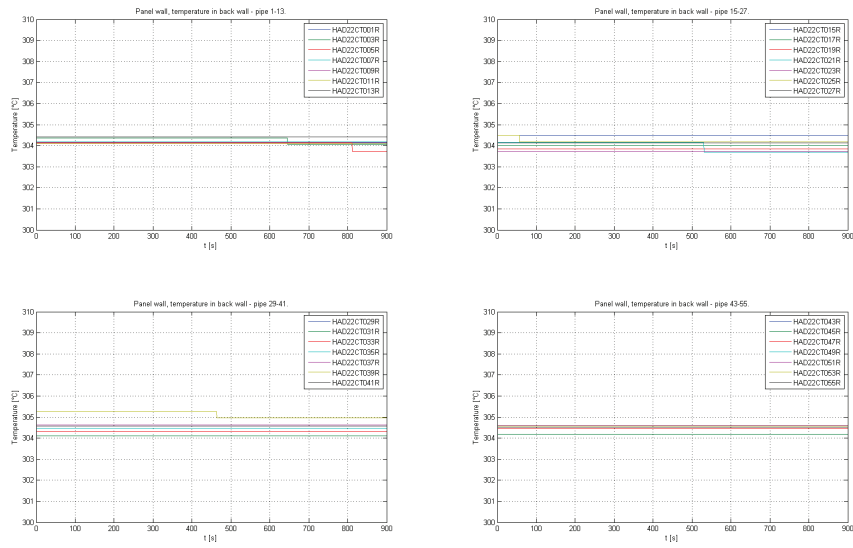 Panel wall, temperature in back wall - pipe 1-13.
310
309
308
307
306
305
304
303
302
301
300
Temperature [°C]
HAD22CT001R
HAD22CT003R
HAD22CT005R
HAD22CT007R
HAD22CT009R
HAD22CT011R
HAD22CT013R
0 100 200 300 400 500 600 700 800 900
t [s]
Panel wall, temperature in back wall - pipe 15-27.
310
309
308
307
306
305
304
303
302
301
300
Temperature [°C]
HAD22CT015R
HAD22CT017R
HAD22CT019R
HAD22CT021R
HAD22CT023R
HAD22CT025R
HAD22CT027R
0 100 200 300 400 500 600 700 800 900
t [s]
Panel wall, temperature in back wall - pipe 29-41.
310
309
308
307
306
305
304
303
302
301
300
Temperature [°C]
HAD22CT029R
HAD22CT031R
HAD22CT033R
HAD22CT035R
HAD22CT037R
HAD22CT039R
HAD22CT041R
0 100 200 300 400 500 600 700 800 900
t [s]
Panel wall, temperature in back wall - pipe 43-55.
310
309
308
307
306
305
304
303
302
301
300
Temperature [°C]
HAD22CT043R
HAD22CT045R
HAD22CT047R
HAD22CT049R
HAD22CT051R
HAD22CT053R
HAD22CT055R
0 100 200 300 400 500 600 700 800 900
t [s]